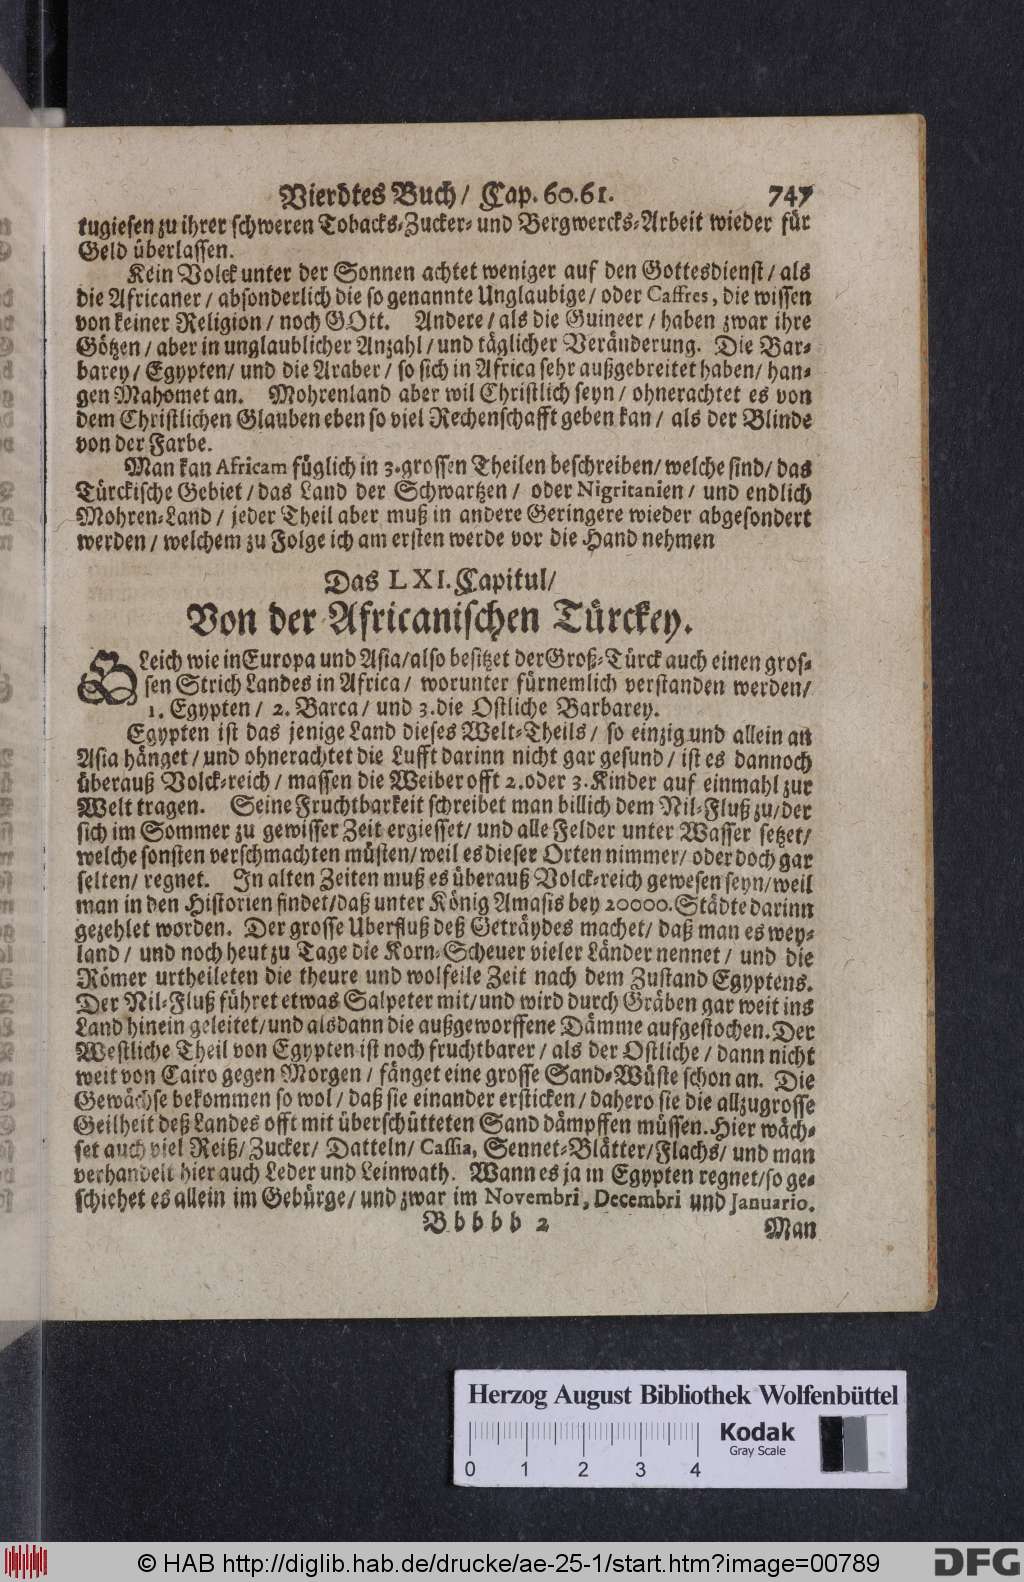 Vierdtes Buch/ Cap. 60. 61. 747
tugiesen zu ihrer schweren Tobacks-Zucker- und Bergwercks-Arbeit wieder für
Geld überlassen.
Kein Volck unter der Sonnen achtet weniger auf den Gottesdienst/ als
die Africaner/ absonderlich die so genannte Unglaubige/ oder Caffres, die wissen
von keiner Religion/ noch GOtt. Andere/ als die Guineer/ haben zwar ihre
Götzen/ aber in unglaublicher Anzahl/ und täglicher Veränderung. Die Bar-
barey/ Egypten/ und die Araber/ so sich in Africa sehr außgebreitet haben/ han-
gen Mahomet an. Mohrenland aber wil Christlich seyn/ ohnerachtet es von
dem Christlichen Glauben eben so viel Rechenschafft geben kan/ als der Blinde
von der Farbe.
Man kan Africam füglich in 3. grossen Theilen beschreiben/ welche sind/ das
Türckische Gebiet/ das Land der Schwartzen/ oder Nigritanien/ und endlich
Mohren-Land/ jeder Theil aber muß in andere Geringere wieder abgesondert
werden/ welchem zu Folge ich am ersten werde vor die Hand nehmen
Das LXI. Capitul/
Von der Africanischen Türckey.
GLeich wie in Europa und Asia/ also besitzet der Groß-Türck auch einen gros-
sen Strich Landes in Africa/ worunter fürnemlich verstanden werden/
1. Egypten/ 2. Barca/ und 3. die Ostliche Barbarey.
Egypten ist das jenige Land dieses Welt-Theils/ so einzig und allein an
Asia hänget/ und ohnerachtet die Lufft darinn nicht gar gesund/ ist es dannoch
überauß Volck-reich/ massen die Weiber offt 2. oder 3. Kinder auf einmahl zur
Welt tragen. Seine Fruchtbarkeit schreibet man billich dem Nil-Fluß zu/ der
sich im Sommer zu gewisser Zeit ergiesset/ und alle Felder unter Wasser setzet/
welche sonsten verschmachten müsten/ weil es dieser Orten nimmer/ oder doch gar
selten/ regnet. In alten Zeiten muß es überauß Volck-reich gewesen seyn/ weil
man in den Historien findet/ daß unter König Amasis bey 20000. Städte darinn
gezehlet worden. Der grosse Uberfluß deß Geträydes machet/ daß man es wey-
land/ und noch heut zu Tage die Korn-Scheuer vieler Länder nennet/ und die
Römer urtheileten die theure und wolfeile Zeit nach dem Zustand Egyptens.
Der Nil-Fluß führet etwas Salpeter mit/ und wird durch Gräben gar weit ins
Land hinein geleitet/ und alsdann die außgeworffene Dämme aufgestochen. Der
Westliche Theil von Egypten ist noch fruchtbarer/ als der Ostliche/ dann nicht
weit von Cairo gegen Morgen/ fänget eine grosse Sand-Wüste schon an. Die
Gewächse bekommen so wol/ daß sie einander ersticken/ dahero sie die allzugrosse
Geilheit deß Landes offt mit überschütteten Sand dämpffen müssen. Hier wäch-
set auch viel Reiß/ Zucker/ Datteln/ Cassia, Sennet-Blätter/ Flachs/ und man
verhandelt hier auch Leder und Leinwath. Wann es ja in Egypten regnet/ so ge-
schiehet es allein im Gebürge/ und zwar im Novembri, Decembri und Januario.
Bbbbb 2 Man
Herzog August Bibliothek Wolfenbüttel
Kodak
Gray Scale
0 1 2 3 4
© HAB http://diglib.hab.de/drucke/ae-25-1/start.htm?image=00789
DFG